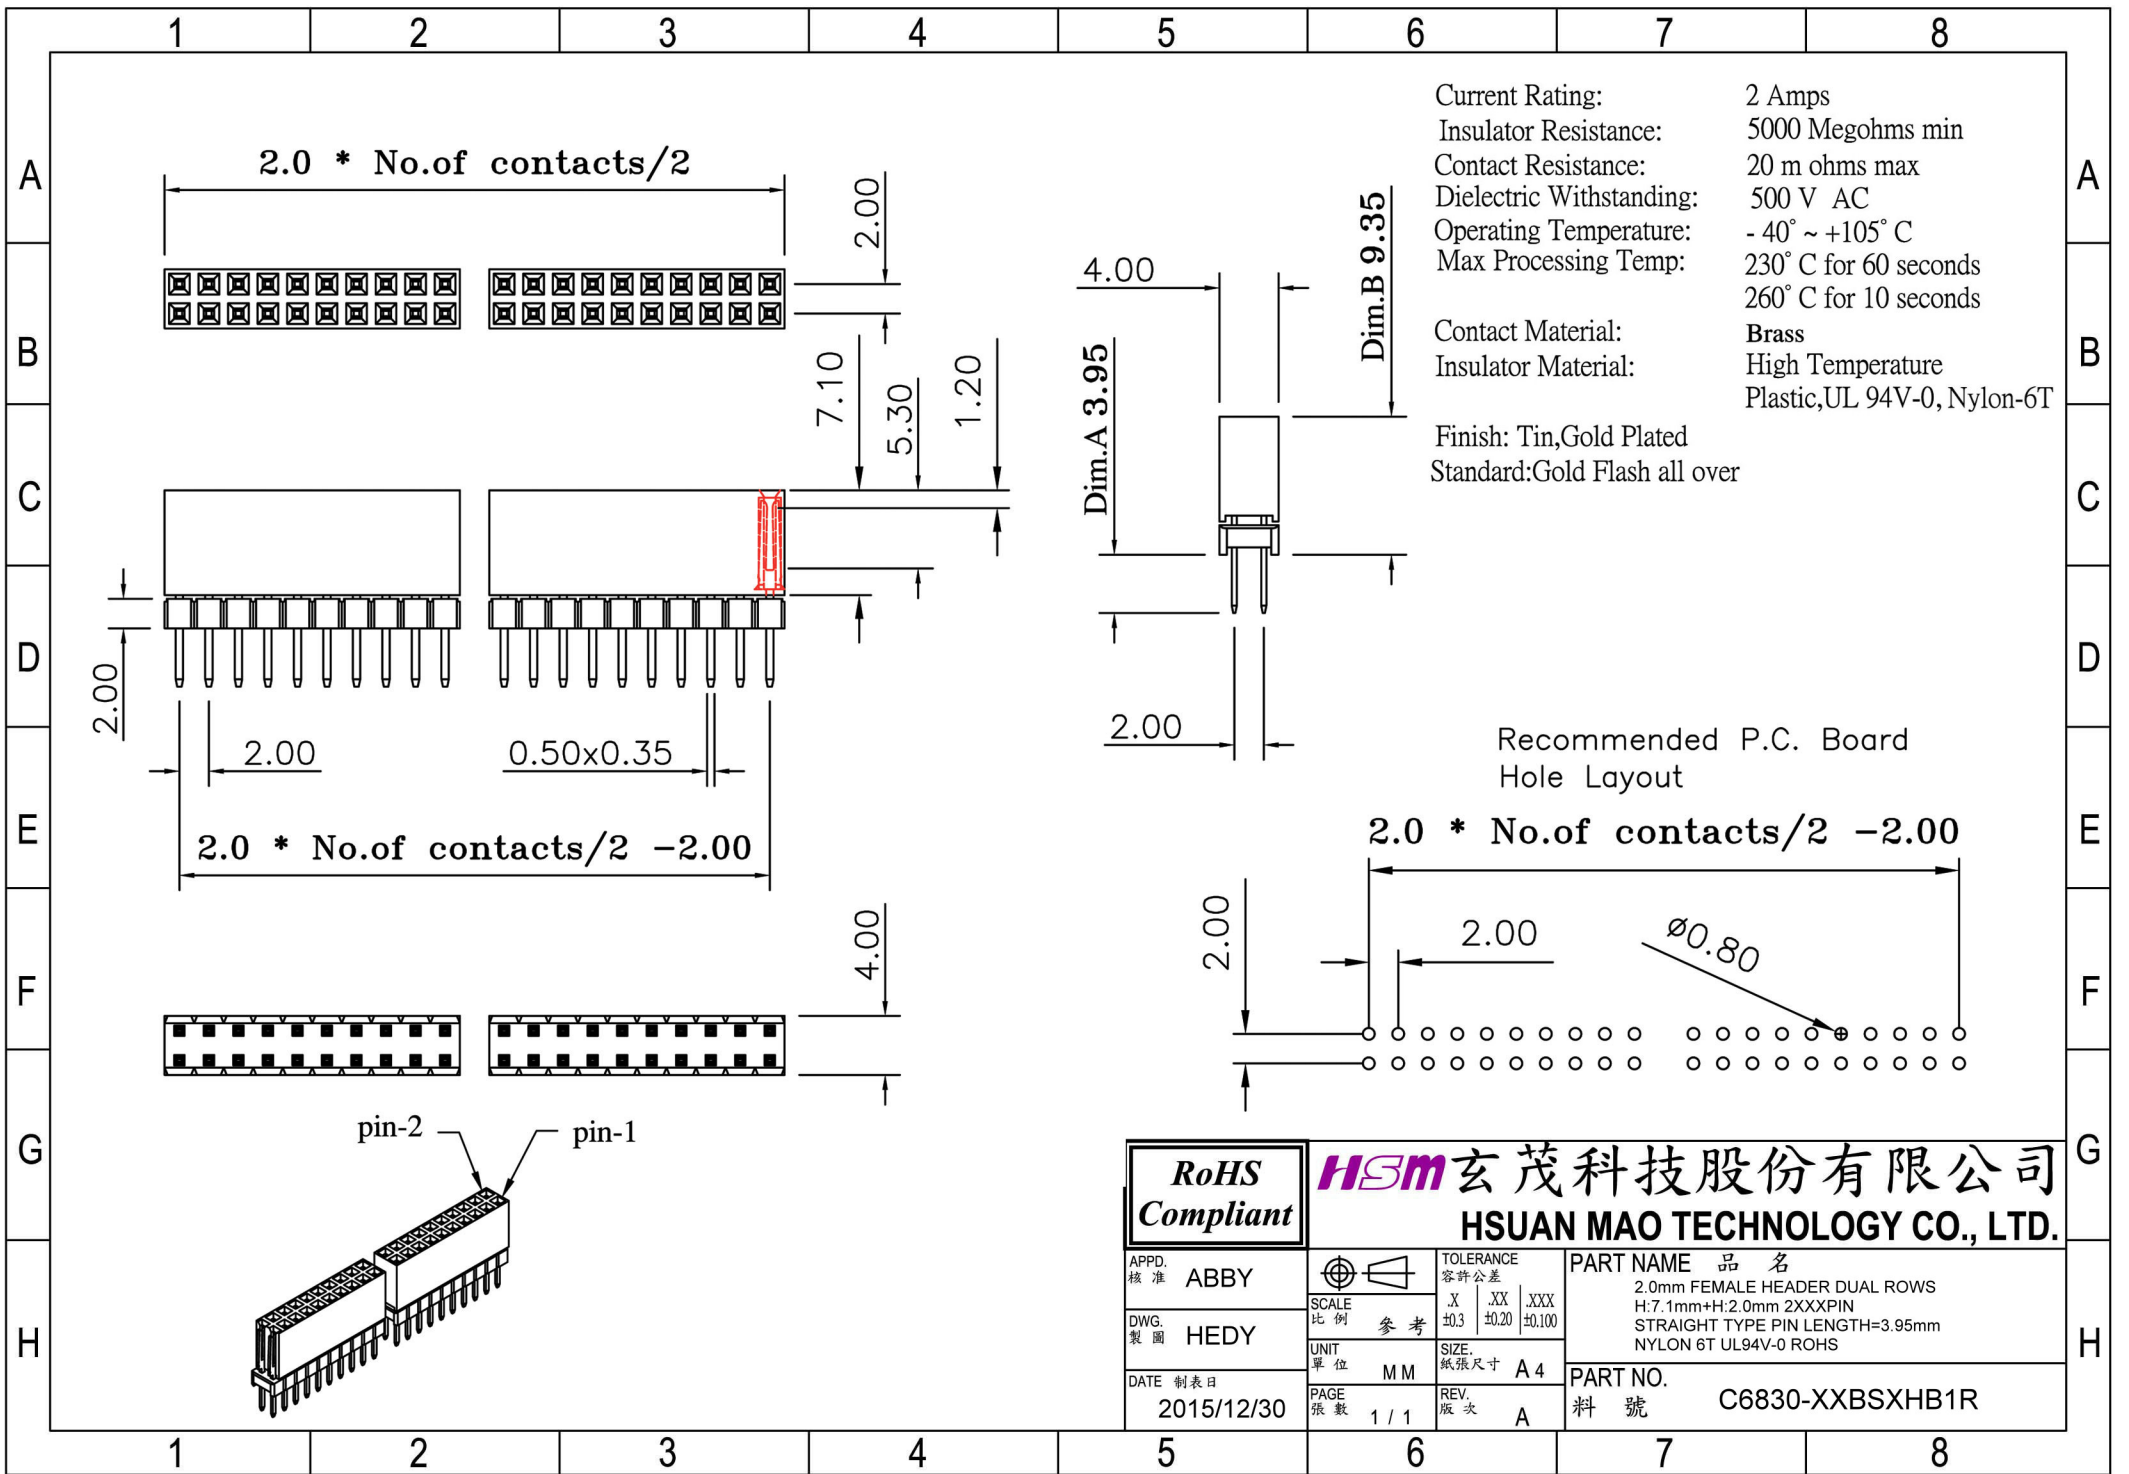 1 2 3 4 5 6 7 8
A
B
C
D
E
F
G
H
A
B
C
D
E
F
G
H
2.0 * No.of contacts/2
2.00
7.10
5.30
1.20
2.00
2.00
0.50x0.35
2.0 * No.of contacts/2 -2.00
4.00
pin-2
pin-1
4.00
Dim.B 9.35
Dim.A 3.95
2.00
Current Rating: 2 Amps
Insulator Resistance: 5000 Megohms min
Contact Resistance: 20 m ohms max
Dielectric Withstanding: 500 V AC
Operating Temperature: - 40° ~ +105° C
Max Processing Temp: 230° C for 60 seconds
260° C for 10 seconds
Contact Material: Brass
Insulator Material: High Temperature
Plastic,UL 94V-0, Nylon-6T
Finish: Tin,Gold Plated
Standard:Gold Flash all over
Recommended P.C. Board
Hole Layout
2.0 * No.of contacts/2 -2.00
2.00
2.00
ø0.80
RoHS
Compliant
HSM 玄茂科技股份有限公司
HSUAN MAO TECHNOLOGY CO., LTD.
APPD.
核 准 ABBY
DWG.
製 圖 HEDY
DATE 制表日
2015/12/30
SCALE
比 例 參 考
UNIT
單 位 MM
PAGE
張 數 1 / 1
TOLERANCE
容許公差
.X .XX .XXX
±0.3 ±0.20 ±0.100
SIZE.
紙張尺寸 A4
REV.
版 次 A
PART NAME 品 名
2.0mm FEMALE HEADER DUAL ROWS
H:7.1mm+H:2.0mm 2XXXPIN
STRAIGHT TYPE PIN LENGTH=3.95mm
NYLON 6T UL94V-0 ROHS
PART NO.
料 號 C6830-XXBSXHB1R
1 2 3 4 5 6 7 8